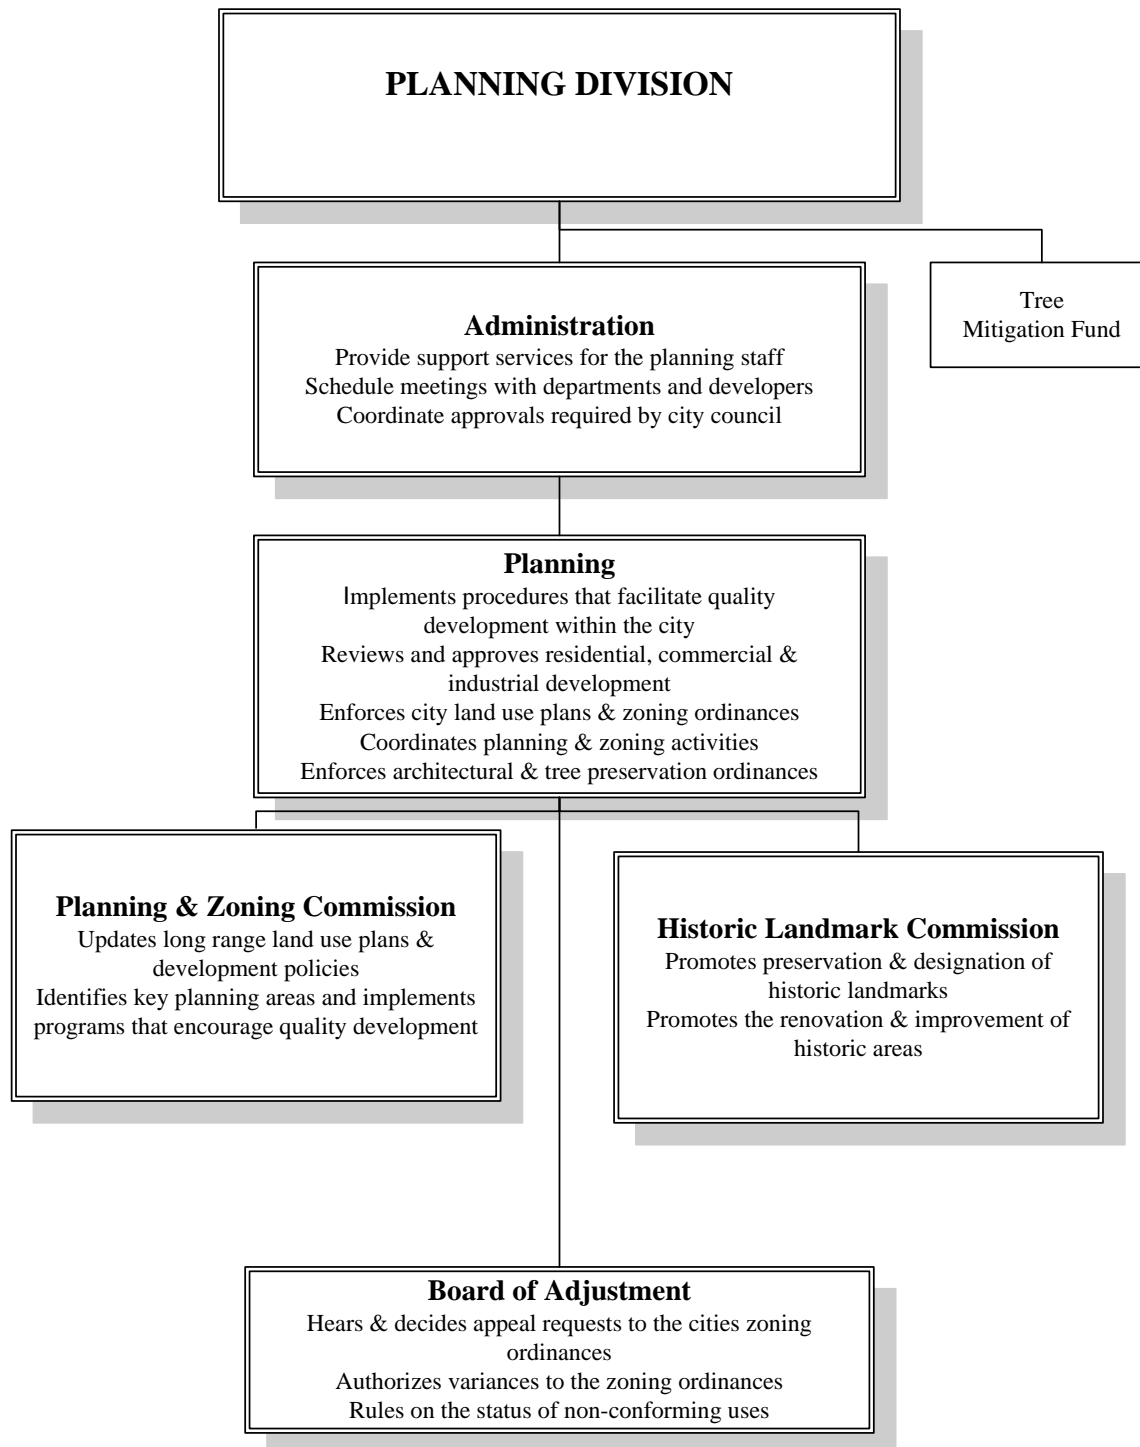 PLANNING DIVISION
Administration
Provide support services for the planning staff
Schedule meetings with departments and developers
Coordinate approvals required by city council
Tree
Mitigation Fund
Planning
Implements procedures that facilitate quality
development within the city
Reviews and approves residential, commercial &
industrial development
Enforces city land use plans & zoning ordinances
Coordinates planning & zoning activities
Enforces architectural & tree preservation ordinances
Planning & Zoning Commission
Updates long range land use plans &
development policies
Identifies key planning areas and implements
programs that encourage quality development
Historic Landmark Commission
Promotes preservation & designation of
historic landmarks
Promotes the renovation & improvement of
historic areas
Board of Adjustment
Hears & decides appeal requests to the cities zoning
ordinances
Authorizes variances to the zoning ordinances
Rules on the status of non-conforming uses